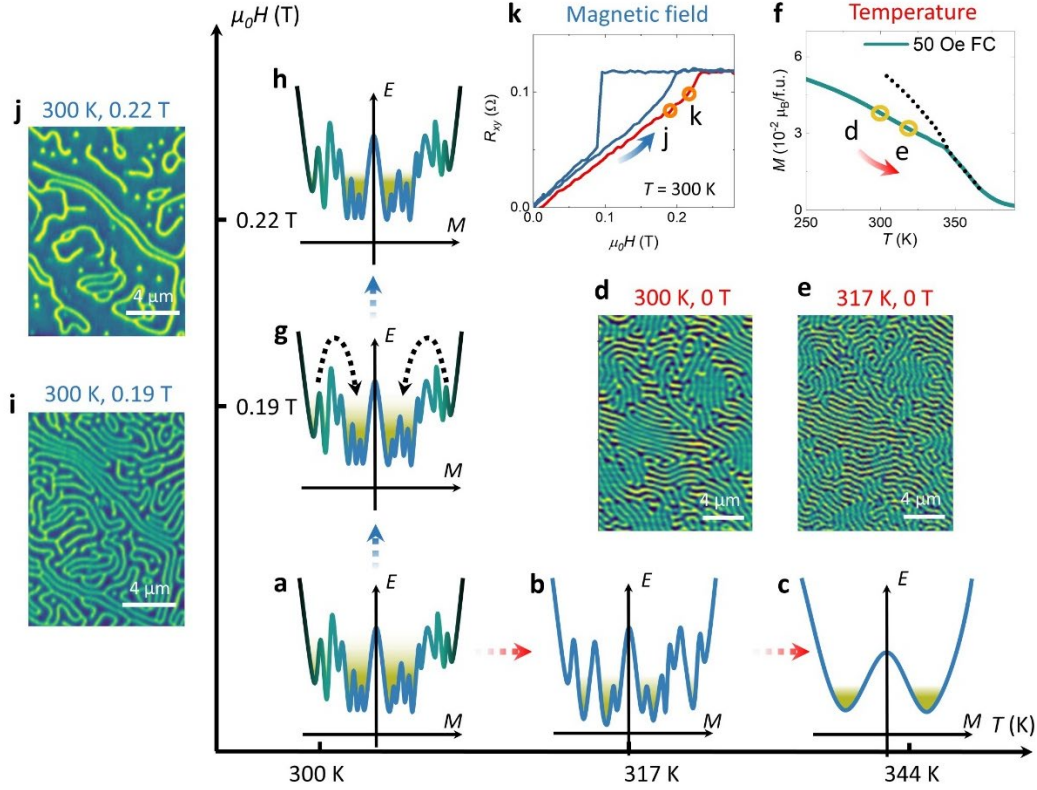 μ₀H (T)
k Magnetic field
f Temperature
50 Oe FC
0.1
0.0
Rxy (Ω)
j
k
T = 300 K
0.0
0.1
0.2
μ₀H (T)
6
3
0
M (10⁻² μB/f.u.)
d
e
250
300
350
T (K)
h
E
M
j
300 K, 0.22 T
4 μm
0.22 T
d
300 K, 0 T
4 μm
e
317 K, 0 T
4 μm
g
E
M
i
300 K, 0.19 T
4 μm
0.19 T
a
E
M
b
E
M
c
E
M
T (K)
300 K
317 K
344 K